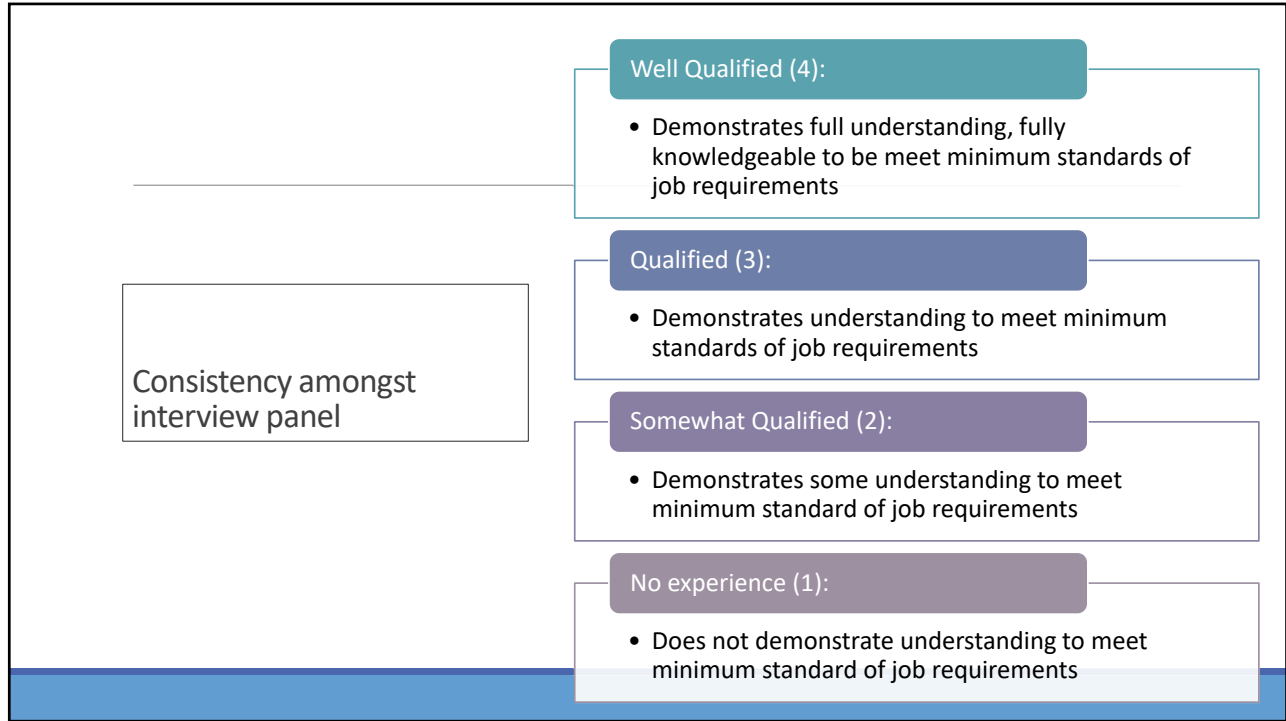 Consistency amongst
interview panel
Well Qualified (4):
• Demonstrates full understanding, fully
knowledgeable to be meet minimum standards of
job requirements
Qualified (3):
• Demonstrates understanding to meet minimum
standards of job requirements
Somewhat Qualified (2):
• Demonstrates some understanding to meet
minimum standard of job requirements
No experience (1):
• Does not demonstrate understanding to meet
minimum standard of job requirements